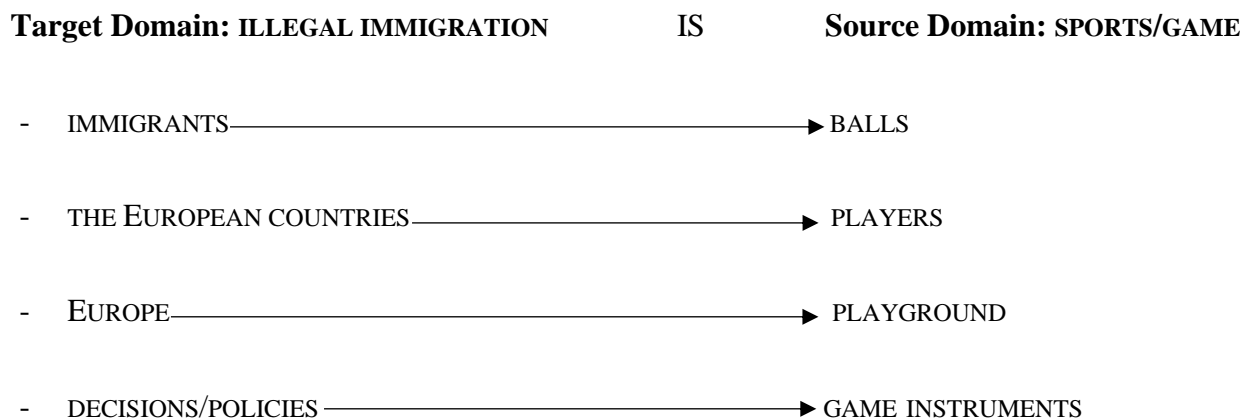 Target Domain: ILLEGAL IMMIGRATION IS Source Domain: SPORTS/GAME
- IMMIGRANTS BALLS
- THE EUROPEAN COUNTRIES PLAYERS
- EUROPE PLAYGROUND
- DECISIONS/POLICIES GAME INSTRUMENTS